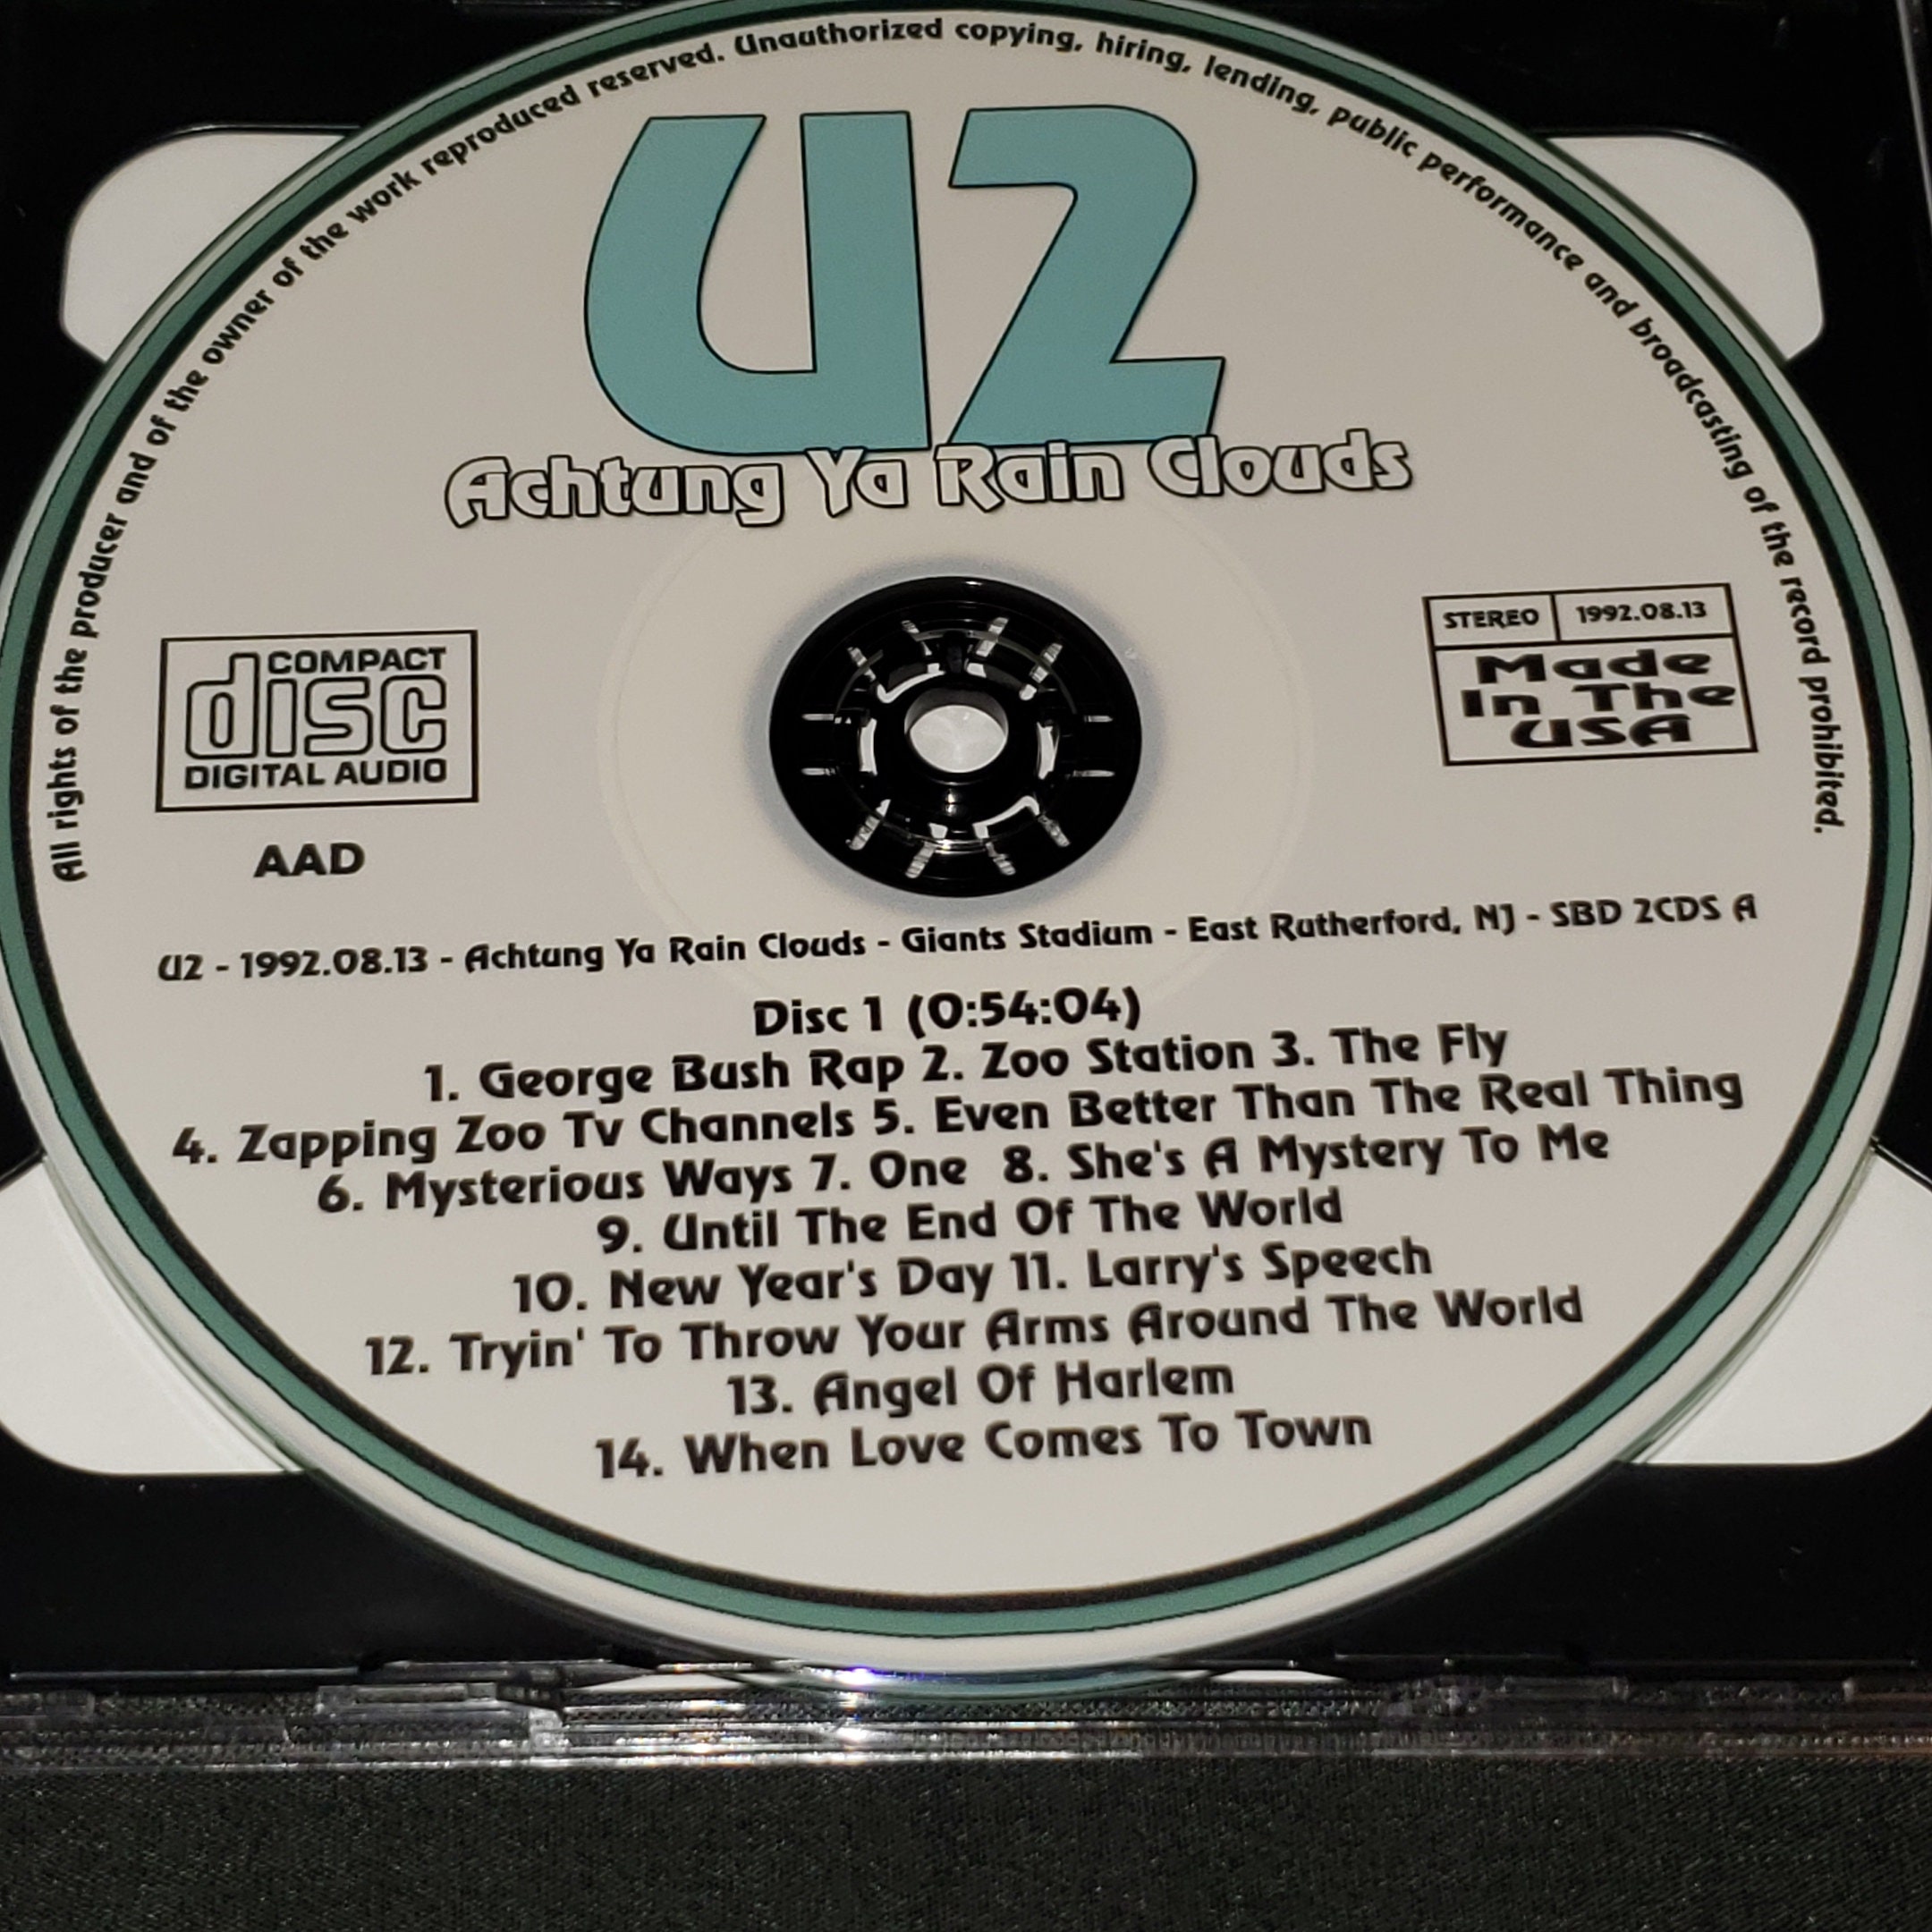 All rights of the producer and of the owner of the work reproduced reserved. Unauthorized copying, hiring, lending, public performance and broadcasting of the record prohibited.
U2
Achtung Ya Rain Clouds
COMPACT
disc
DIGITAL AUDIO
AAD
STEREO 1992.08.13
Made
In The
USA
U2 - 1992.08.13 - Achtung Ya Rain Clouds - Giants Stadium - East Rutherford, NJ - SBD 2CDS A
Disc 1 (0:54:04)
1. George Bush Rap 2. Zoo Station 3. The Fly
4. Zapping Zoo Tv Channels 5. Even Better Than The Real Thing
6. Mysterious Ways 7. One 8. She's A Mystery To Me
9. Until The End Of The World
10. New Year's Day 11. Larry's Speech
12. Tryin' To Throw Your Arms Around The World
13. Angel Of Harlem
14. When Love Comes To Town